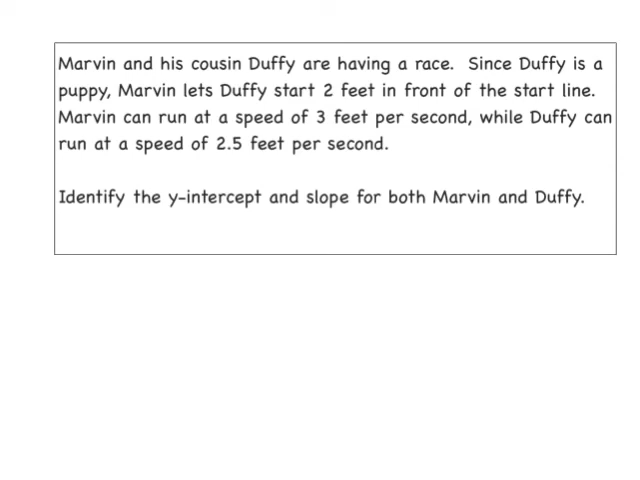 Marvin and his cousin Duffy are having a race. Since Duffy is a
puppy, Marvin lets Duffy start 2 feet in front of the start line.
Marvin can run at a speed of 3 feet per second, while Duffy can
run at a speed of 2.5 feet per second.
Identify the y-intercept and slope for both Marvin and Duffy.